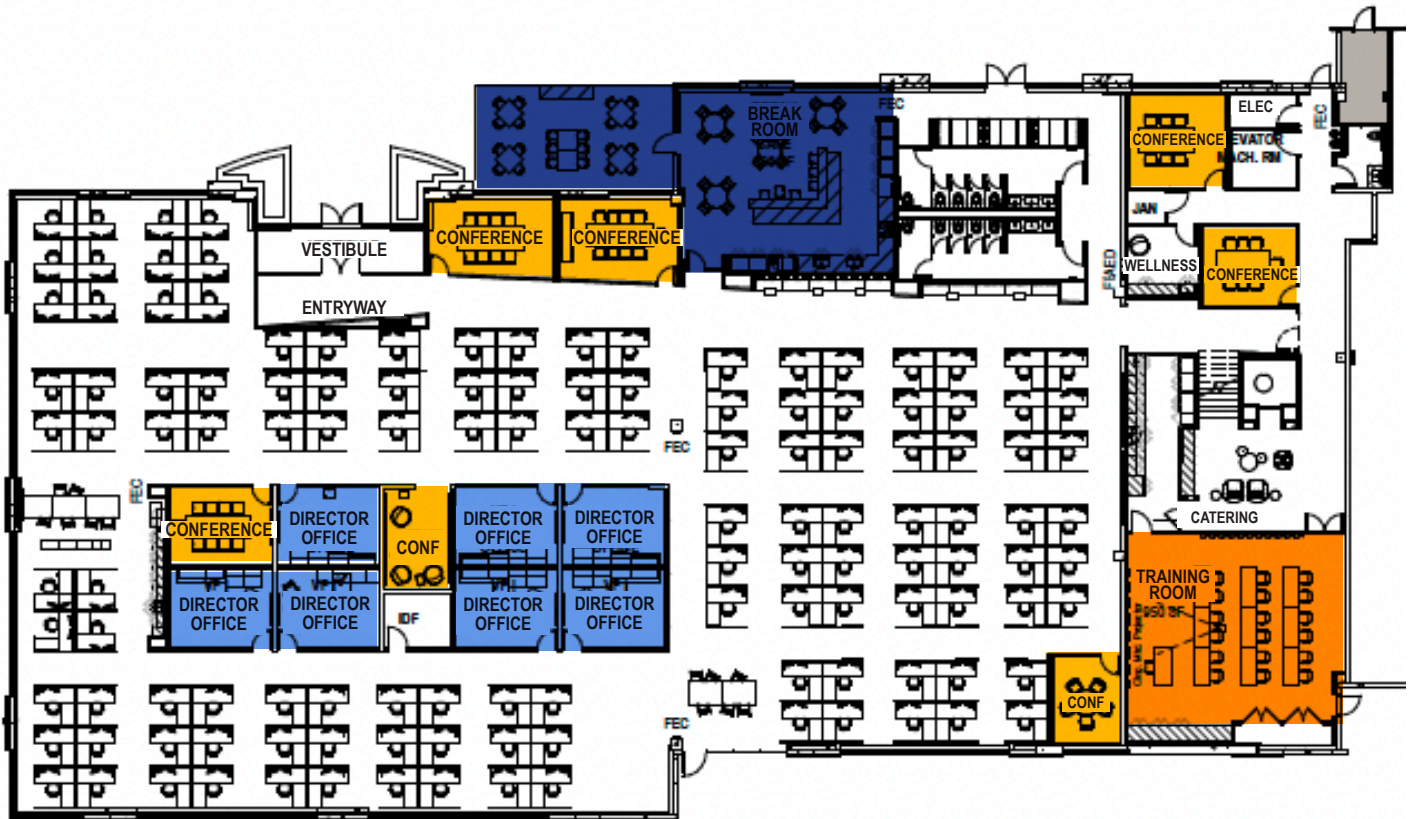 BREAK
ROOM
FEC
ELEC
FEC
CONFERENCE
EVATOR
MACH. RM
JAN
VESTIBULE
CONFERENCE
CONFERENCE
WELLNESS
CONFERENCE
ENTRYWAY
FEC
FEC
CONFERENCE
DIRECTOR
OFFICE
CONF
DIRECTOR
OFFICE
DIRECTOR
OFFICE
CATERING
DIRECTOR
OFFICE
DIRECTOR
OFFICE
IDF
DIRECTOR
OFFICE
DIRECTOR
OFFICE
TRAINING
ROOM
950 SF
CONF
FEC